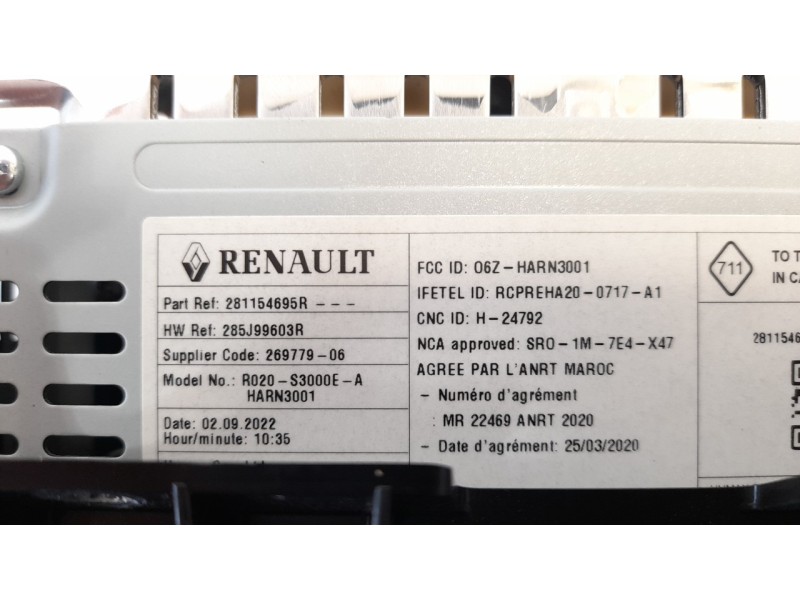 RENAULT
Part Ref: 281154695R - - -
HW Ref: 285J99603R
Supplier Code: 269779-06
Model No.: R020-S3000E-A
HARN3001
Date: 02.09.2022
Hour/minute: 10:35
FCC ID: O6Z-HARN3001
IFETEL ID: RCPREHA20-0717-A1
CNC ID: H-24792
NCA approved: SRO-1M-7E4-X47
AGREE PAR L'ANRT MAROC
- Numéro d'agrément
: MR 22469 ANRT 2020
- Date d'agrément: 25/03/2020
711
TO T
IN CA
2811546